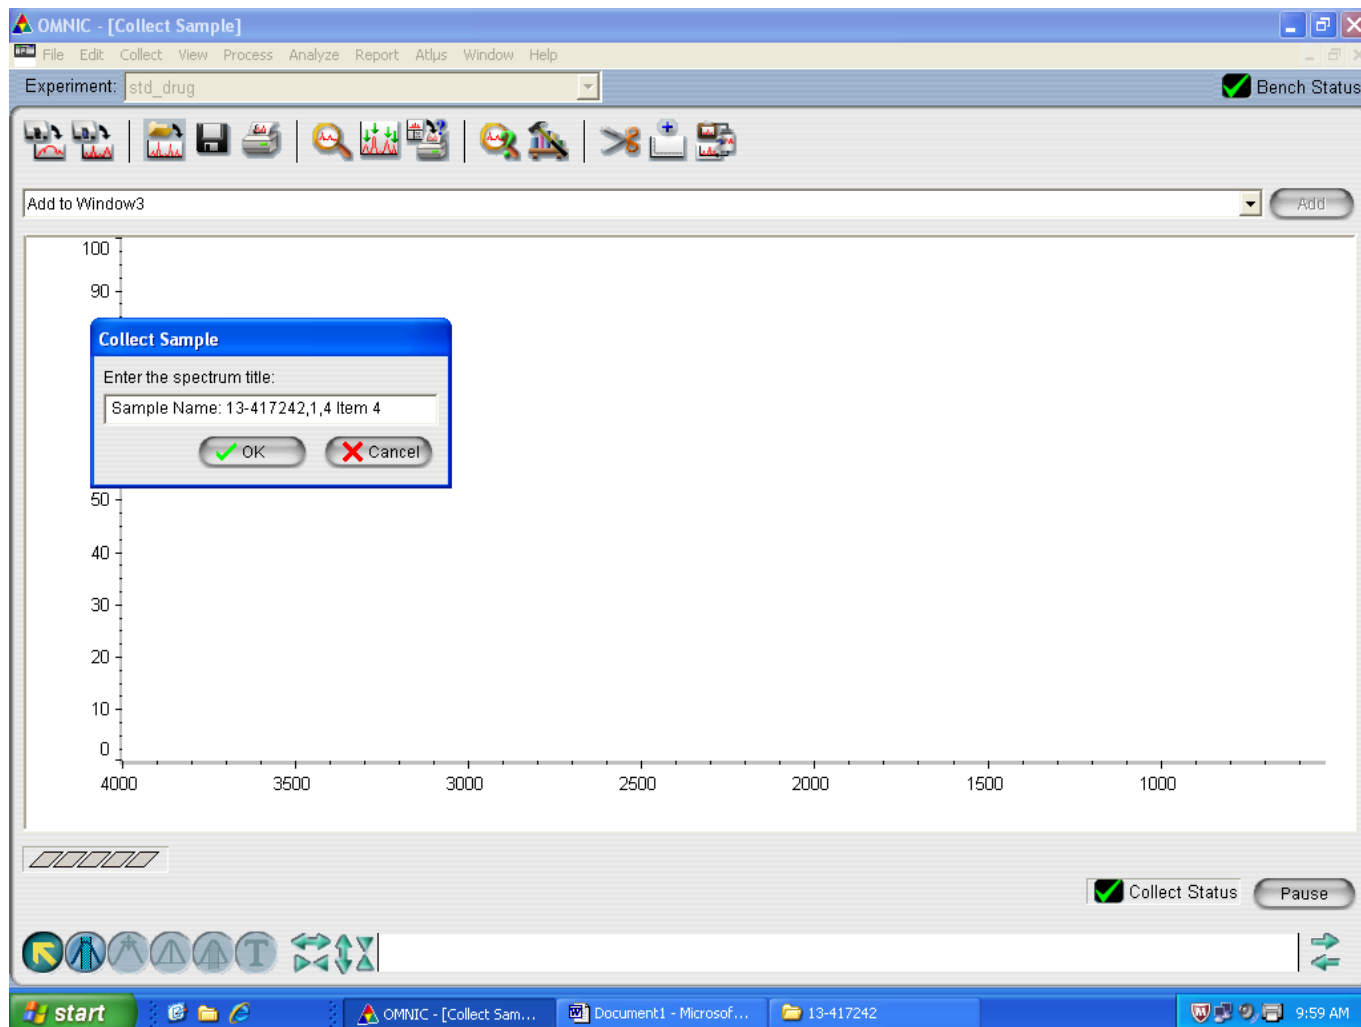 OMNIC - [Collect Sample]
File Edit Collect View Process Analyze Report Atlµs Window Help
Experiment: std_drug
Bench Status
Add to Window3
Add
100
90
Collect Sample
Enter the spectrum title:
Sample Name: 13-417242,1,4 Item 4
OK
Cancel
50
40
30
20
10
0
4000 3500 3000 2500 2000 1500 1000
Collect Status
Pause
T
start
OMNIC - [Collect Sam...
Document1 - Microsof...
13-417242
9:59 AM